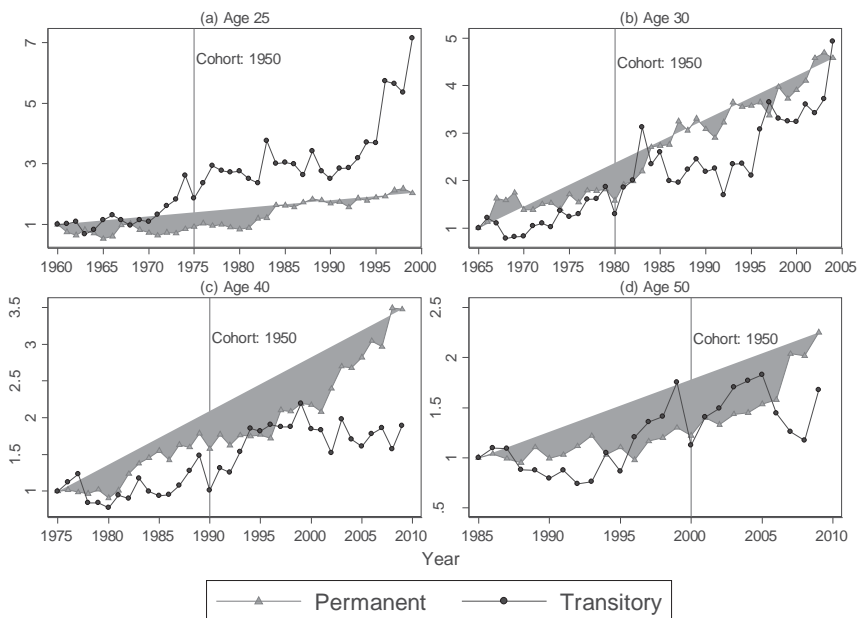 (a) Age 25
(b) Age 30
7
5
3
1
Cohort: 1950
1960 1965 1970 1975 1980 1985 1990 1995 2000
5
4
3
2
1
Cohort: 1950
1965 1970 1975 1980 1985 1990 1995 2000 2005
(c) Age 40
(d) Age 50
3.5
3
2.5
2
1.5
1
Cohort: 1950
1975 1980 1985 1990 1995 2000 2005 2010
2.5
2
1.5
1
.5
Cohort: 1950
1985 1990 1995 2000 2005 2010
Year
Permanent Transitory